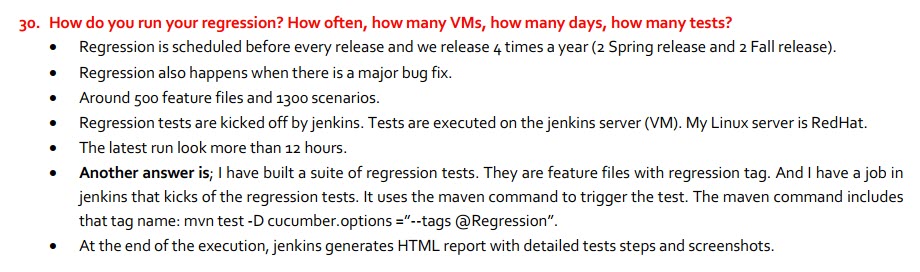 30. How do you run your regression? How often, how many VMs, how many days, how many tests?
• Regression is scheduled before every release and we release 4 times a year (2 Spring release and 2 Fall release).
• Regression also happens when there is a major bug fix.
• Around 500 feature files and 1300 scenarios.
• Regression tests are kicked off by jenkins. Tests are executed on the jenkins server (VM). My Linux server is RedHat.
• The latest run look more than 12 hours.
• Another answer is; I have built a suite of regression tests. They are feature files with regression tag. And I have a job in
jenkins that kicks of the regression tests. It uses the maven command to trigger the test. The maven command includes
that tag name: mvn test -D cucumber.options ="--tags @Regression".
• At the end of the execution, jenkins generates HTML report with detailed tests steps and screenshots.